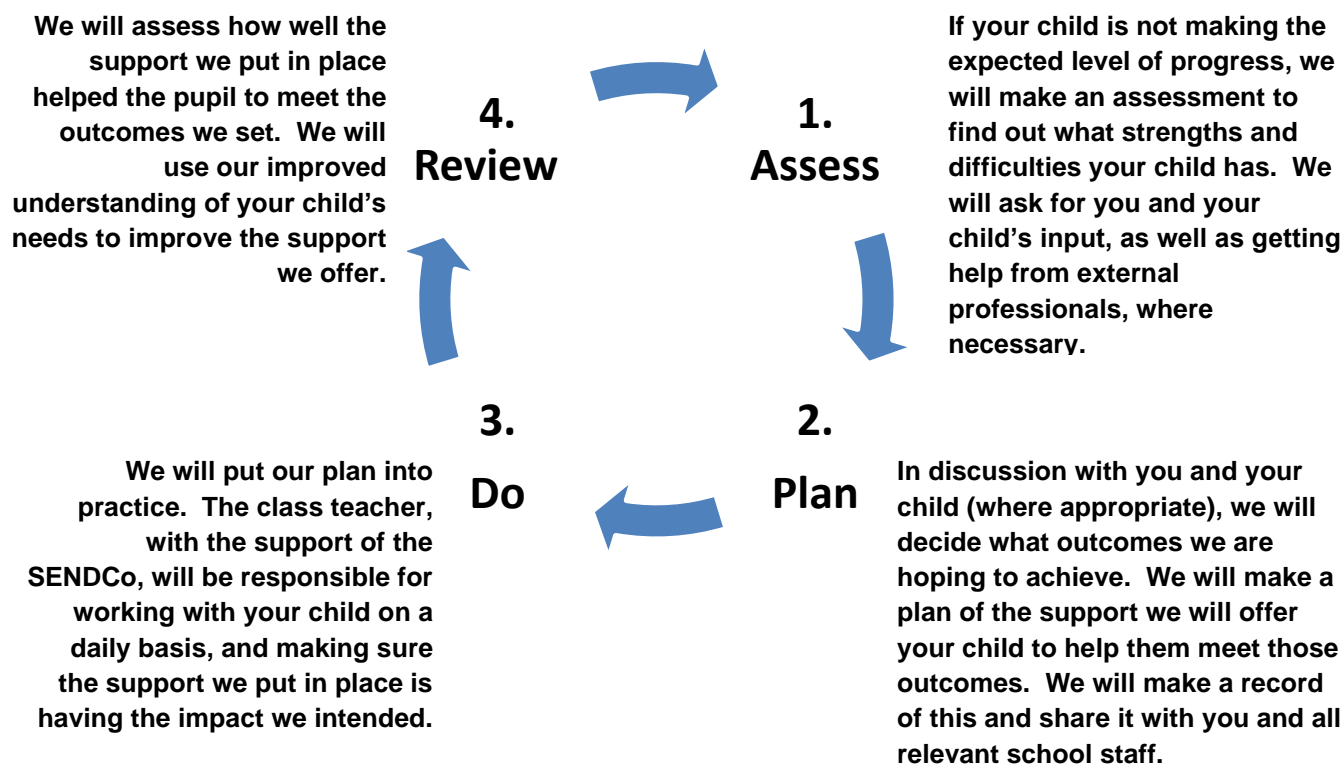 1.
Assess
If your child is not making the
expected level of progress, we
will make an assessment to
find out what strengths and
difficulties your child has.  We
will ask for you and your
child’s input, as well as getting
help from external
professionals, where
necessary.
2.
Plan
In discussion with you and your
child (where appropriate), we will
decide what outcomes we are
hoping to achieve.  We will make a
plan of the support we will offer
your child to help them meet those
outcomes.  We will make a record
of this and share it with you and all
relevant school staff.
3.
Do
We will put our plan into
practice.  The class teacher,
with the support of the
SENDCo, will be responsible for
working with your child on a
daily basis, and making sure
the support we put in place is
having the impact we intended.
4.
Review
We will assess how well the
support we put in place
helped the pupil to meet the
outcomes we set.  We will
use our improved
understanding of your child’s
needs to improve the support
we offer.